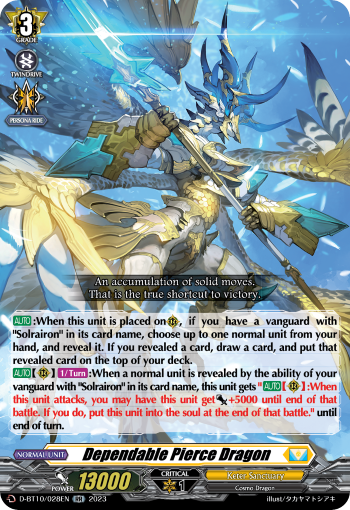 3
GRADE
TWINDRIVE
PERSONA RIDE
An accumulation of solid moves.
That is the true shortcut to victory.
AUTO:When this unit is placed on , if you have a vanguard with
"Solrairon" in its card name, choose up to one normal unit from your
hand, and reveal it. If you revealed a card, draw a card, and put that
revealed card on the top of your deck.
AUTO[ ]1/Turn:When a normal unit is revealed by the ability of your
vanguard with "Solrairon" in its card name, this unit gets "AUTO[ ]:When
this unit attacks, you may have this unit get +5000 until end of that
battle. If you do, put this unit into the soul at the end of that battle." until
end of turn.
NORMAL UNIT
Dependable Pierce Dragon
POWER
13000
CRITICAL
1
Keter Sanctuary
Cosmo Dragon
D-BT10/028EN RR 2023
illust/タカヤマトシアキ